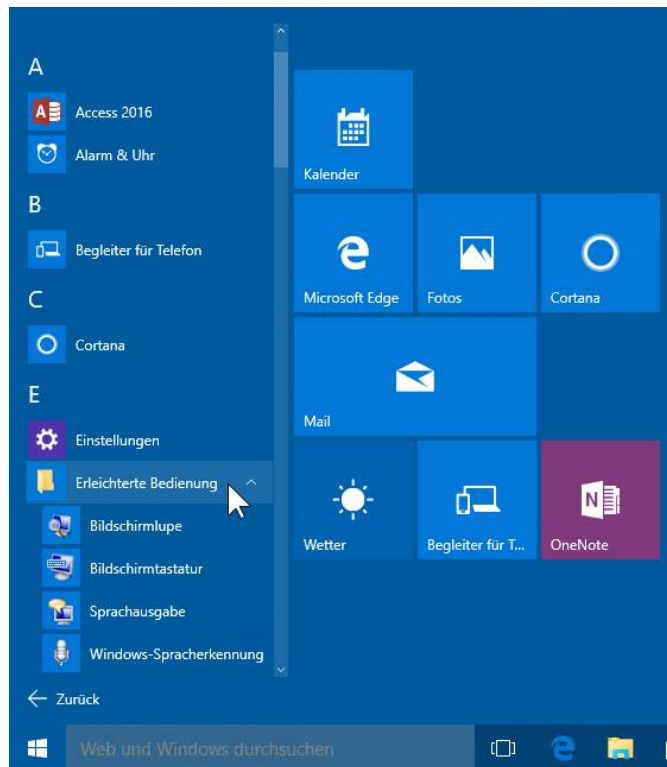 A
Access 2016
Alarm & Uhr
B
Begleiter für Telefon
C
Cortana
E
Einstellungen
Erleichterte Bedienung
Bildschirmlupe
Bildschirmtastatur
Sprachausgabe
Windows-Spracherkennung
Zurück
Kalender
Microsoft Edge
Fotos
Cortana
Mail
Wetter
Begleiter für T...
OneNote
Web und Windows durchsuchen